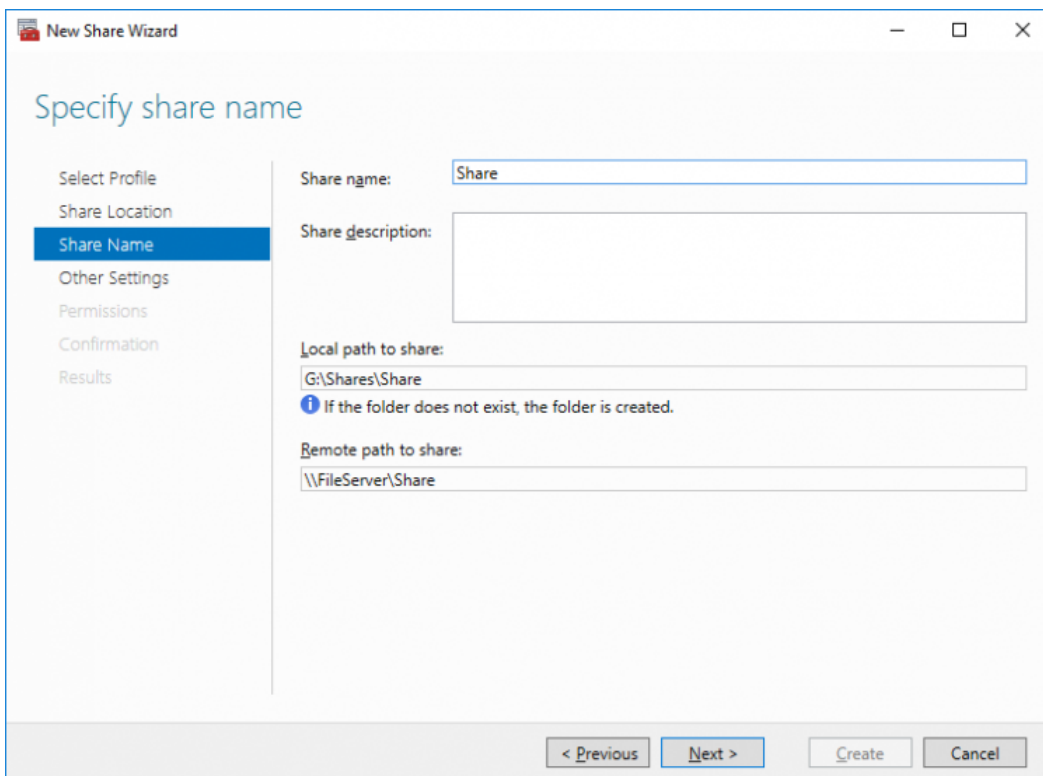 New Share Wizard
Specify share name
Select Profile
Share Location
Share Name
Other Settings
Permissions
Confirmation
Results
Share name:
Share
Share description:
Local path to share:
G:\Shares\Share
If the folder does not exist, the folder is created.
Remote path to share:
\\FileServer\Share
< Previous
Next >
Create
Cancel